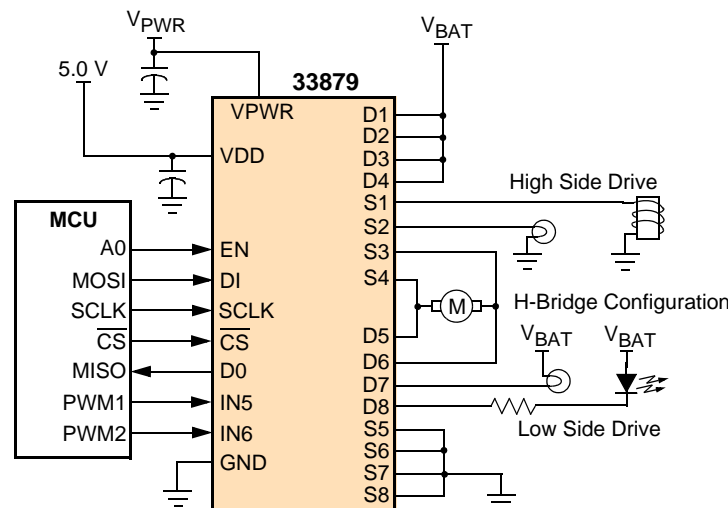 VPWR
VBAT
5.0 V
33879
VPWR
VDD
D1
D2
D3
D4
S1
S2
S3
S4
D5
D6
D7
D8
S5
S6
S7
S8
High Side Drive
MCU
A0
MOSI
SCLK
CS
MISO
PWM1
PWM2
EN
DI
SCLK
CS
D0
IN5
IN6
GND
M
H-Bridge Configuration
VBAT
VBAT
Low Side Drive